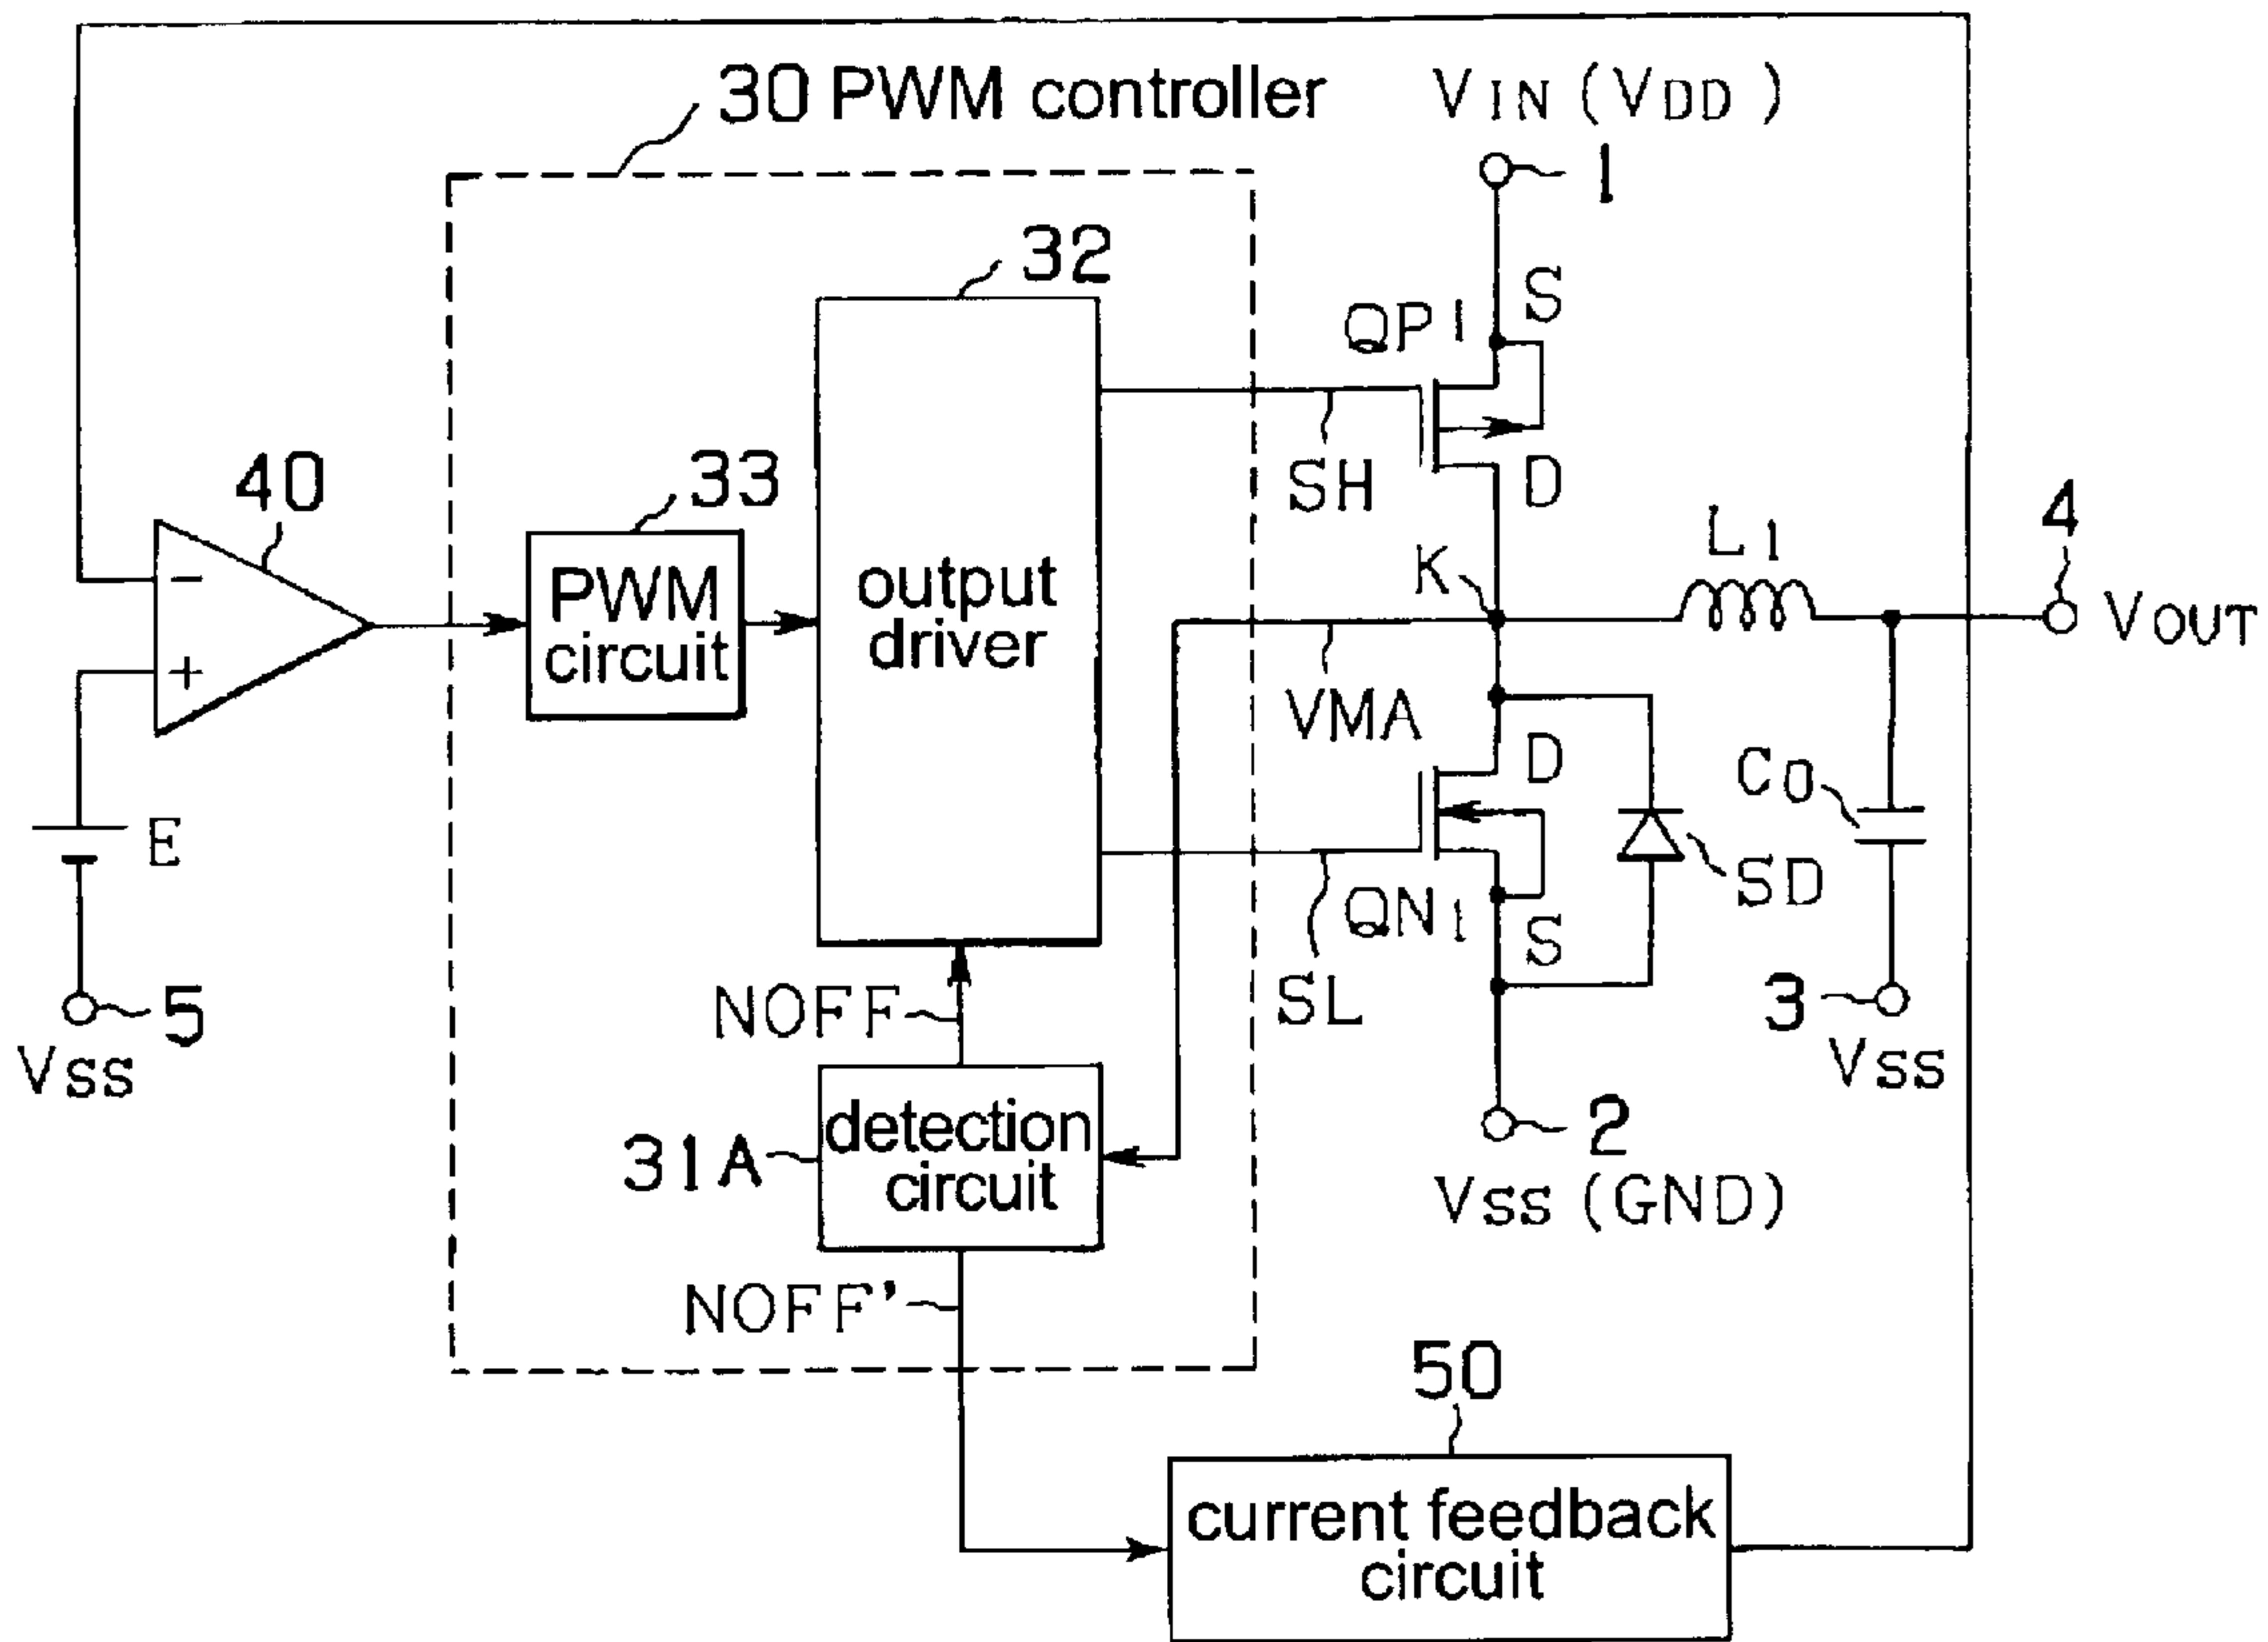 30 PWM controller
VIN (VDD)
1
32
S
QP1
SH
D
40
33
4
L1
K
VOUT
PWM
circuit
output
driver
−
+
VMA
D
C0
E
SD
QN1
S
SL
5
VSS
NOFF
3
VSS
31A
detection
circuit
2
VSS (GND)
NOFF'
50
current feedback
circuit